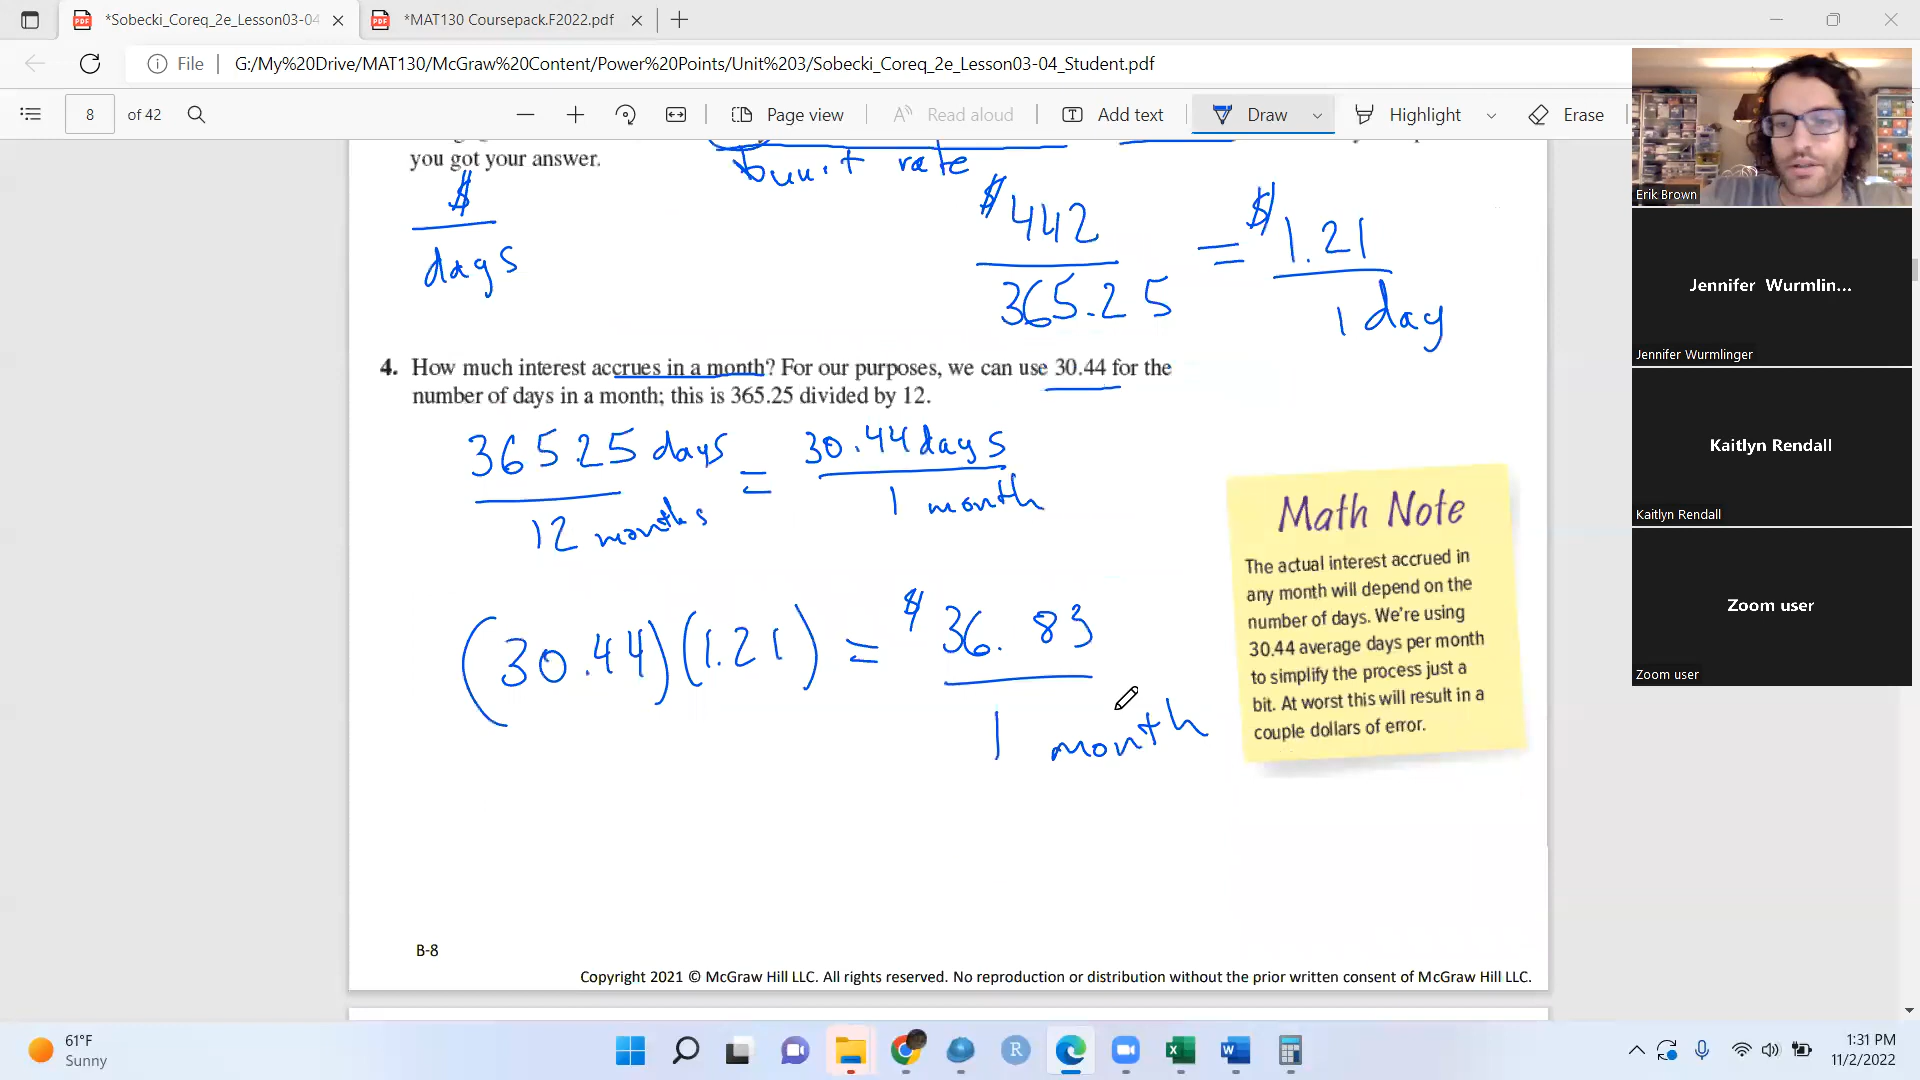 *Sobecki_Coreq_2e_Lesson03-04
*MAT130 Coursepack.F2022.pdf
File
G:/My%20Drive/MAT130/McGraw%20Content/Power%20Points/Unit%203/Sobecki_Coreq_2e_Lesson03-04_Student.pdf
8
of 42
Page view
Read aloud
Add text
Draw
Highlight
Erase
you got your answer.
unit rate
$
days
$442
365.25
= $1.21
1 day
4. How much interest accrues in a month? For our purposes, we can use 30.44 for the
number of days in a month; this is 365.25 divided by 12.
365.25 days
12 months
= 30.44 days
1 month
(30.44)(1.21) = $36.83
1 month
Math Note
The actual interest accrued in
any month will depend on the
number of days. We're using
30.44 average days per month
to simplify the process just a
bit. At worst this will result in a
couple dollars of error.
B-8
Copyright 2021 © McGraw Hill LLC. All rights reserved. No reproduction or distribution without the prior written consent of McGraw Hill LLC.
Erik Brown
Jennifer Wurmlin...
Jennifer Wurmlinger
Kaitlyn Rendall
Kaitlyn Rendall
Zoom user
Zoom user
61°F
Sunny
1:31 PM
11/2/2022